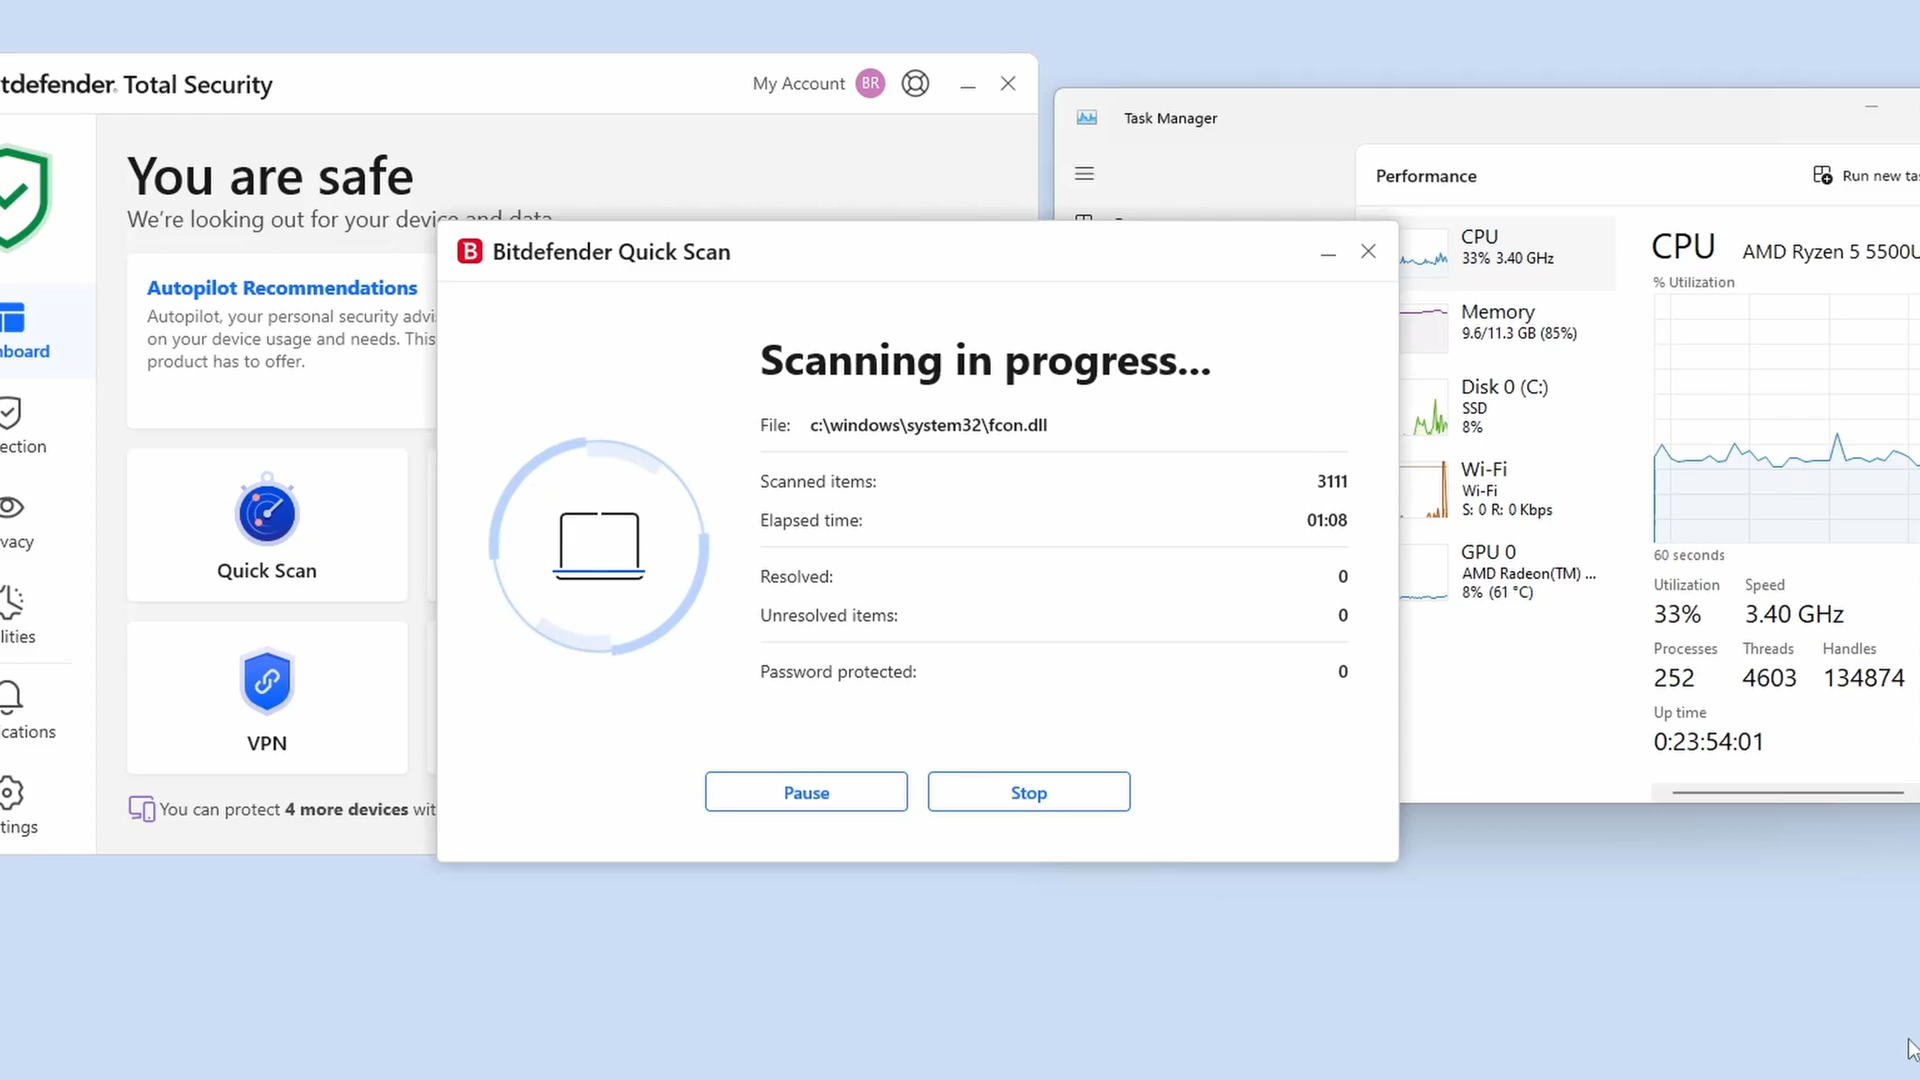 tdefender Total Security
My Account BR
You are safe
We're looking out for your device and data
Autopilot Recommendations
Autopilot, your personal security advi
on your device usage and needs. This
product has to offer.
board
ection
vacy
lities
ications
tings
Quick Scan
VPN
You can protect 4 more devices wit
B Bitdefender Quick Scan
Scanning in progress...
File: c:\windows\system32\fcon.dll
Scanned items: 3111
Elapsed time: 01:08
Resolved: 0
Unresolved items: 0
Password protected: 0
Pause
Stop
Task Manager
Performance
Run new tas
CPU
33% 3.40 GHz
Memory
9.6/11.3 GB (85%)
Disk 0 (C:)
SSD
8%
Wi-Fi
Wi-Fi
S: 0 R: 0 Kbps
GPU 0
AMD Radeon(TM) ...
8% (61 °C)
CPU AMD Ryzen 5 5500U
% Utilization
60 seconds
Utilization Speed
33% 3.40 GHz
Processes Threads Handles
252 4603 134874
Up time
0:23:54:01